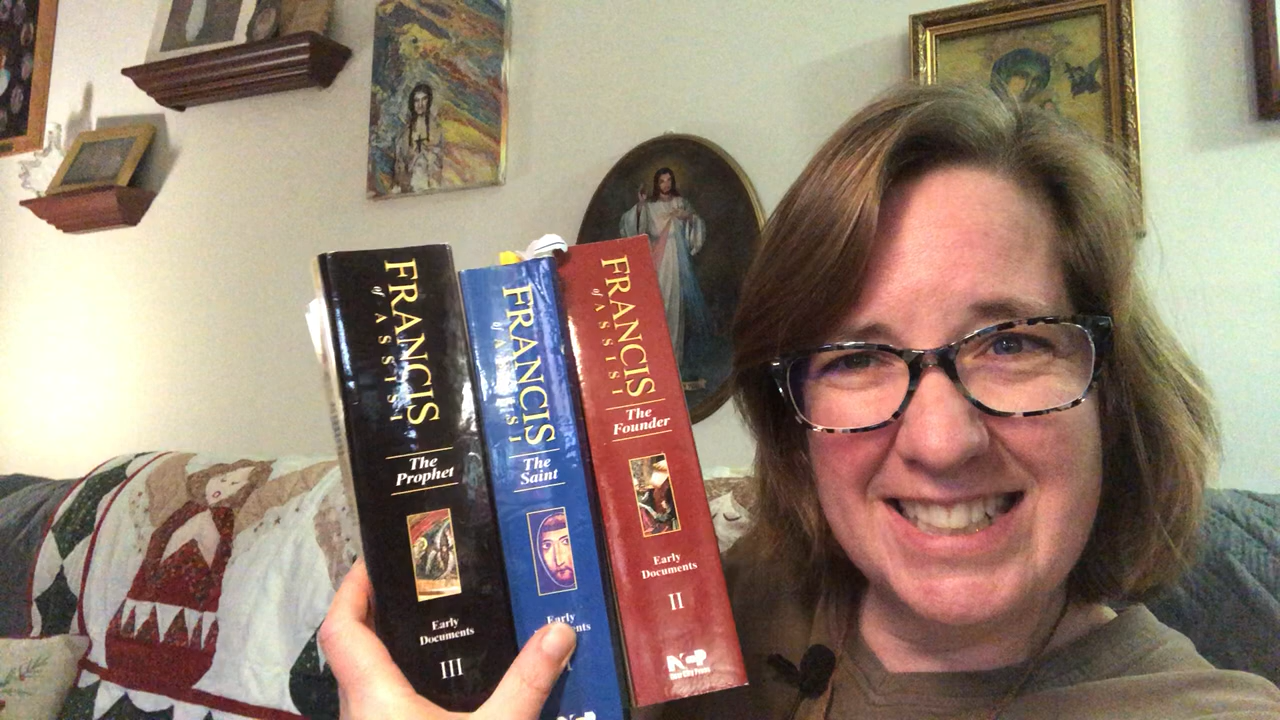 FRANCIS
of ASSISI
The
Prophet
Early
Documents
III
FRANCIS
of ASSISI
The
Saint
Early
FRANCIS
of ASSISI
The
Founder
Early
Documents
II
NCP
New City Press